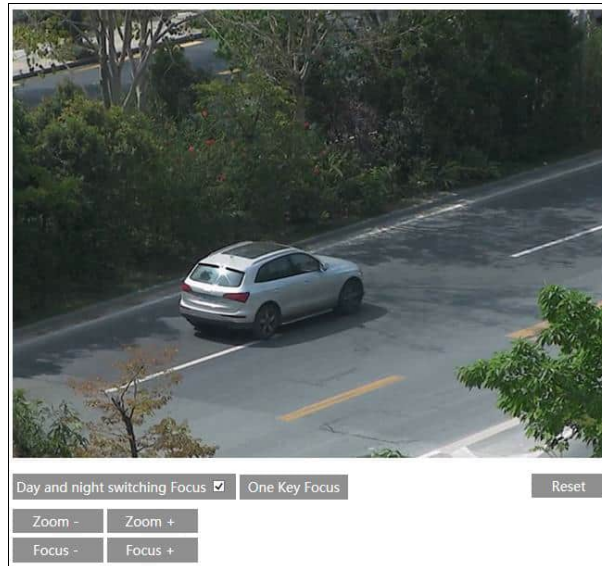 Day and night switching Focus One Key Focus Reset
Zoom - Zoom +
Focus - Focus +